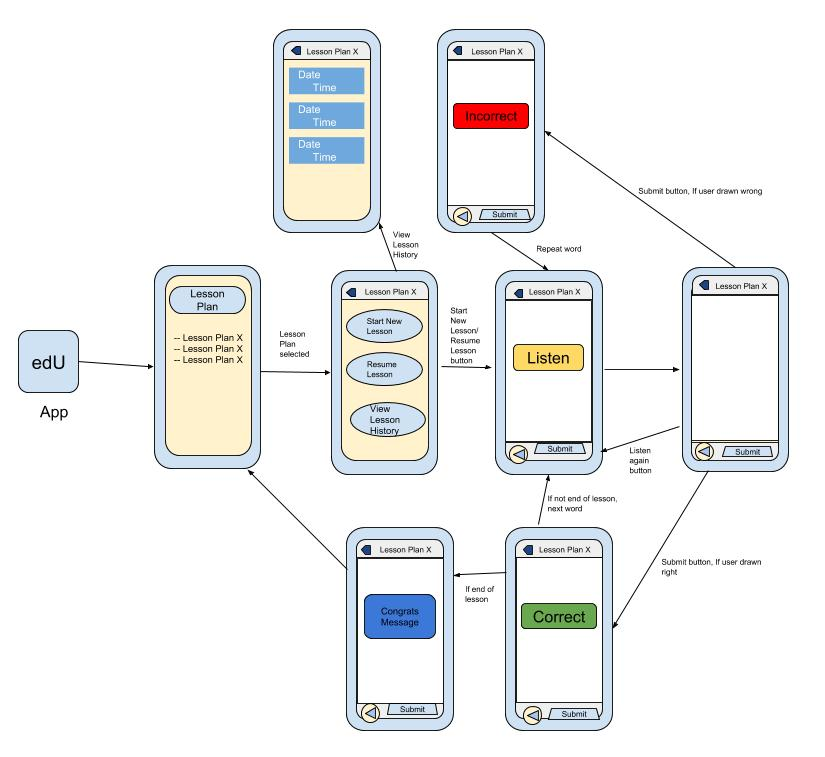 Lesson Plan X
Date
Time
Date
Time
Date
Time
Lesson Plan X
Incorrect
Submit
Submit button, If user drawn wrong
View
Lesson
History
Repeat word
edU
App
Lesson
Plan
-- Lesson Plan X
-- Lesson Plan X
-- Lesson Plan X
Lesson
Plan
selected
Lesson Plan X
Start New
Lesson
Resume
Lesson
View
Lesson
History
Start
New
Lesson/
Resume
Lesson
button
Lesson Plan X
Listen
Submit
Lesson Plan X
Submit
Listen
again
button
If not end of lesson,
next word
Submit button, If user drawn
right
Lesson Plan X
Congrats
Message
Submit
If end of
lesson
Lesson Plan X
Correct
Submit